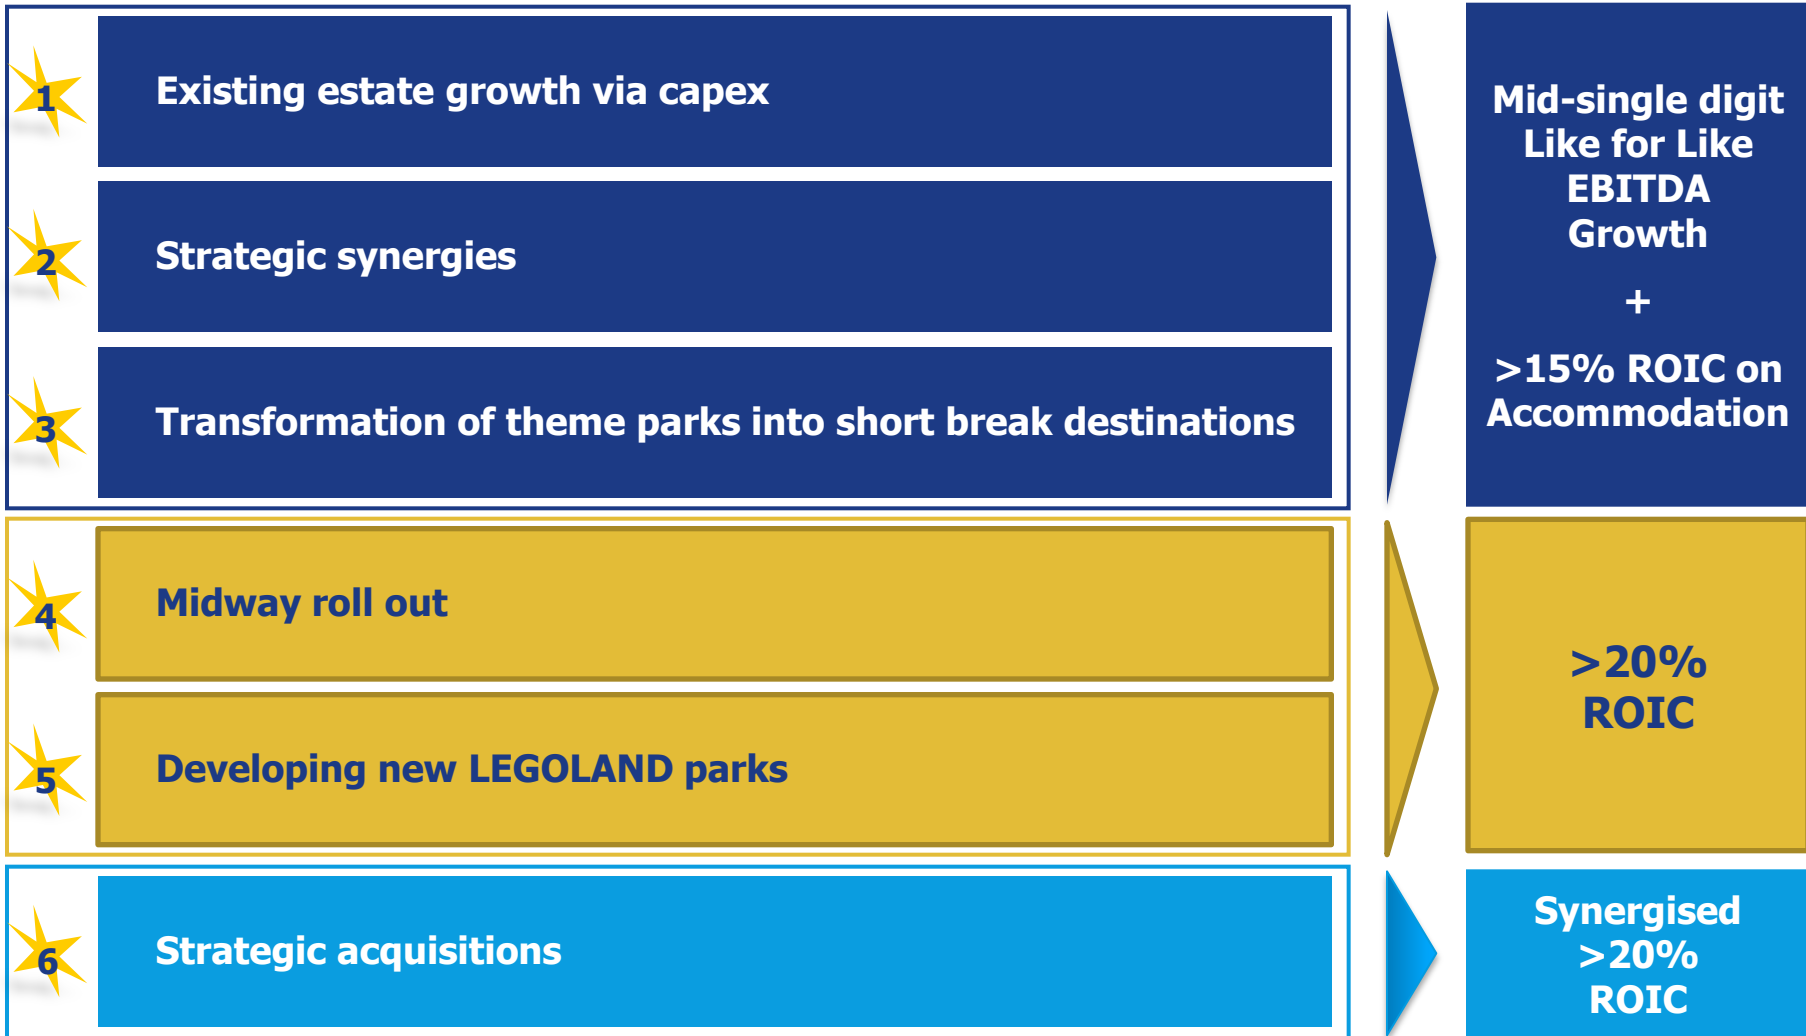 1
Existing estate growth via capex
2
Strategic synergies
3
Transformation of theme parks into short break destinations
Mid-single digit
Like for Like
EBITDA
Growth
+
>15% ROIC on
Accommodation
4
Midway roll out
5
Developing new LEGOLAND parks
>20%
ROIC
6
Strategic acquisitions
Synergised
>20%
ROIC